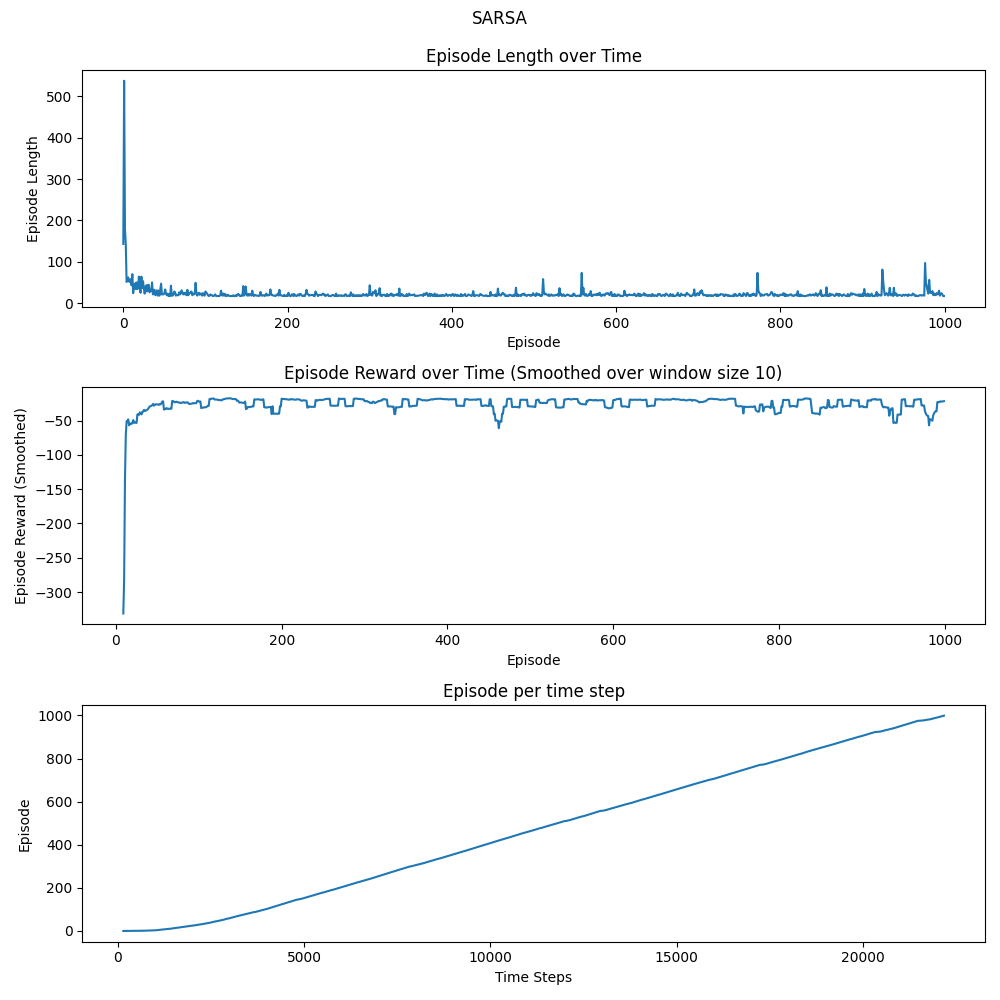 SARSA
Episode Length over Time
500
400
300
200
100
0
Episode Length
0 200 400 600 800 1000
Episode
Episode Reward over Time (Smoothed over window size 10)
−50
−100
−150
−200
−250
−300
Episode Reward (Smoothed)
0 200 400 600 800 1000
Episode
Episode per time step
1000
800
600
400
200
0
Episode
0 5000 10000 15000 20000
Time Steps